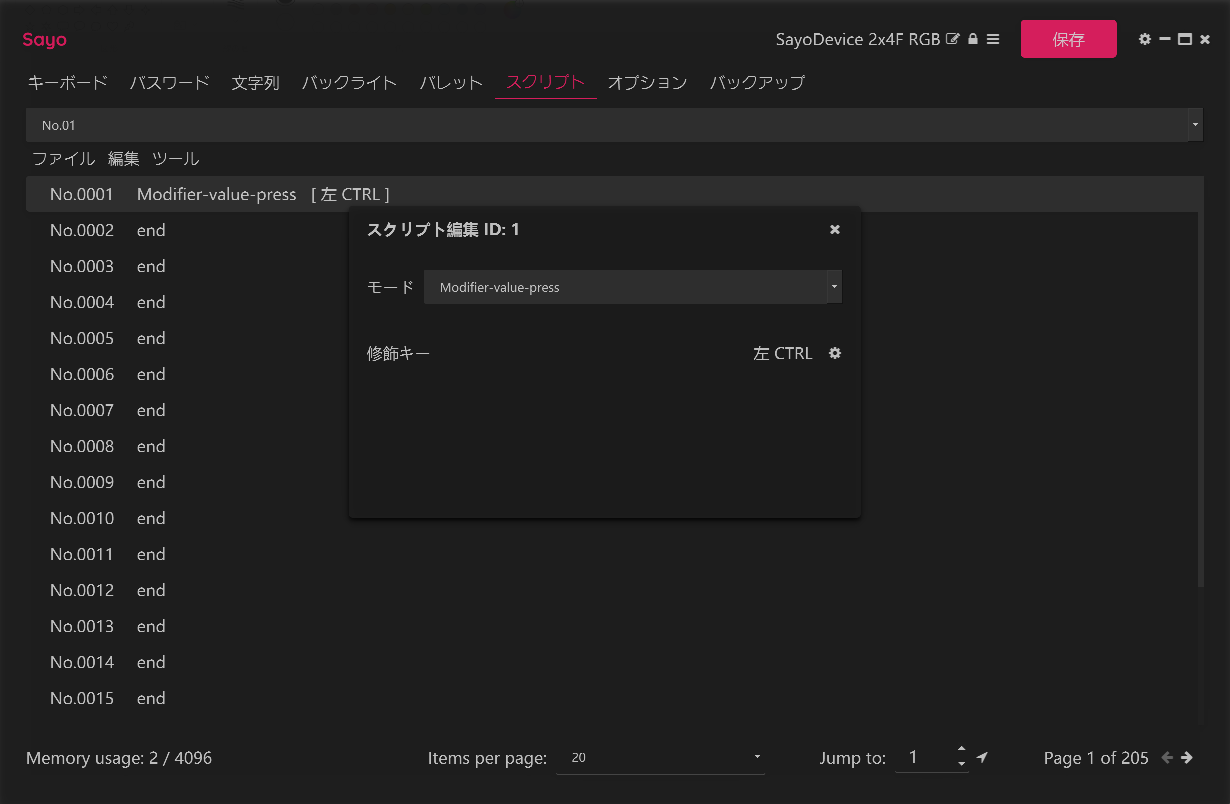 Sayo
SayoDevice 2x4F RGB
保存
キーボード パスワード 文字列 バックライト パレット スクリプト オプション バックアップ
No.01
ファイル 編集 ツール
No.0001 Modifier-value-press [ 左 CTRL ]
No.0002 end
No.0003 end
No.0004 end
No.0005 end
No.0006 end
No.0007 end
No.0008 end
No.0009 end
No.0010 end
No.0011 end
No.0012 end
No.0013 end
No.0014 end
No.0015 end
スクリプト編集 ID: 1
モード Modifier-value-press
修飾キー 左 CTRL
Memory usage: 2 / 4096 Items per page: 20 Jump to: 1 Page 1 of 205